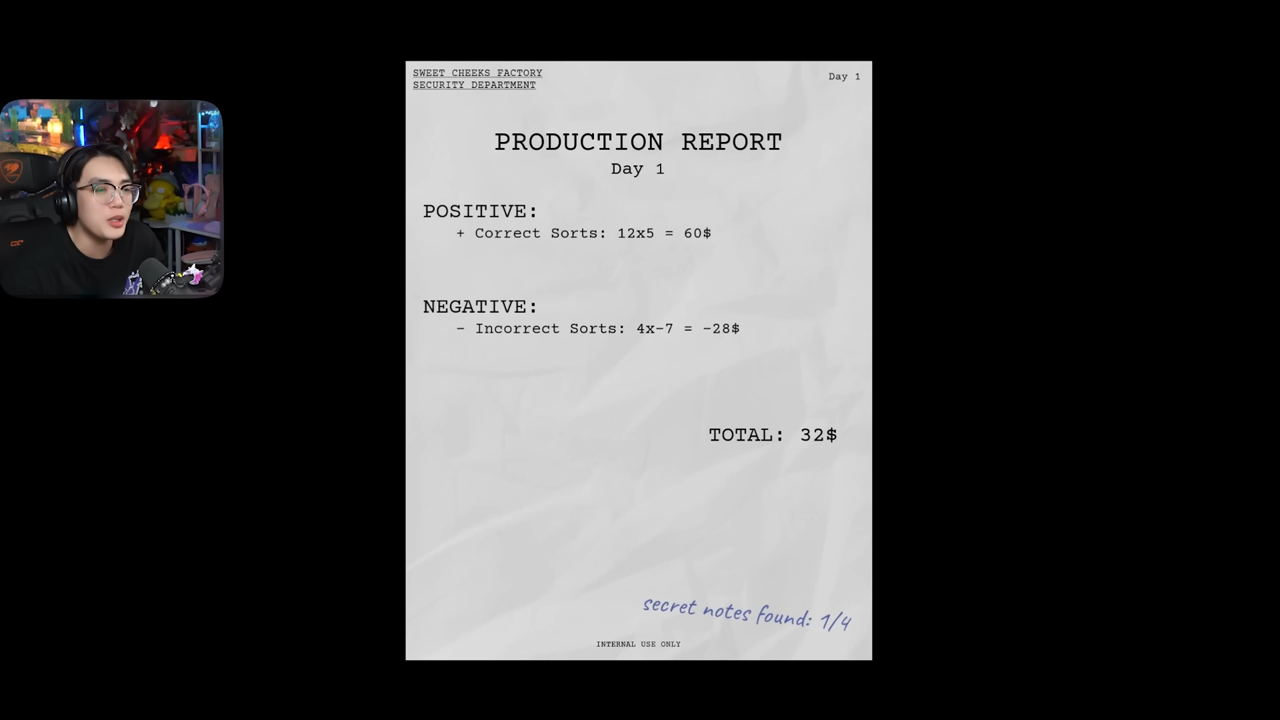 SWEET CHEEKS FACTORY
SECURITY DEPARTMENT
Day 1
PRODUCTION REPORT
Day 1
POSITIVE:
+ Correct Sorts: 12x5 = 60$
NEGATIVE:
- Incorrect Sorts: 4x-7 = -28$
TOTAL: 32$
secret notes found: 1/4
INTERNAL USE ONLY